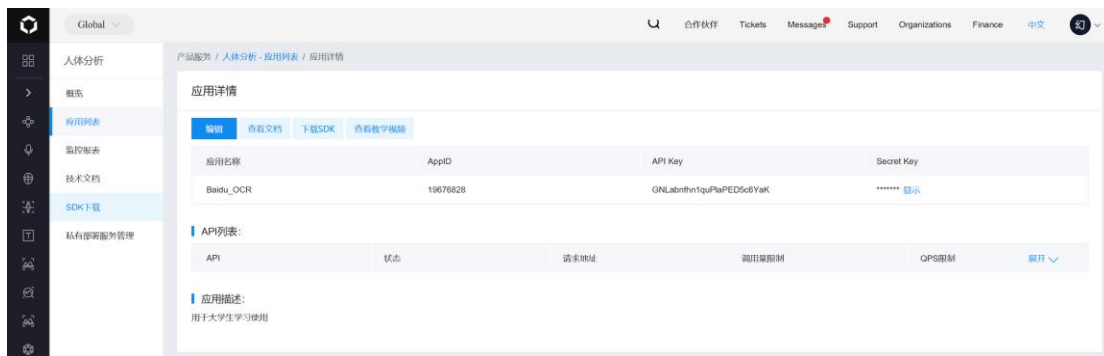 Global
合作伙伴 Tickets Messages Support Organizations Finance 中文 幻
人体分析
概览
应用列表
监控报表
技术文档
SDK下载
私有部署服务管理
产品服务 / 人体分析 - 应用列表 / 应用详情
应用详情
编辑 查看文档 下载SDK 查看教学视频
应用名称 AppID API Key Secret Key
Baidu_OCR 19676828 GNLabnfhn1quPlaPED5c6YaK ******* 显示
API列表:
API 状态 请求地址 调用量限制 QPS限制 展开
应用描述:
用于大学生学习使用